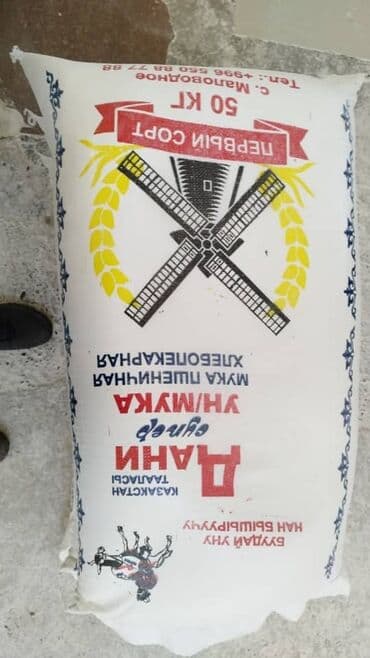 БУУДАЙ УНУ
НАН БЫШЫРУУЧУ
КАЗАКСТАН
ТААЛАСЫ
ДАНИ
супер
УН/МУКА
МУКА ПШЕНИЧНАЯ
ХЛЕБОПЕКАРНАЯ
ПЕРВЫЙ СОРТ
50 КГ
с. Маловодное
Тел.: +996 550 88 77 88